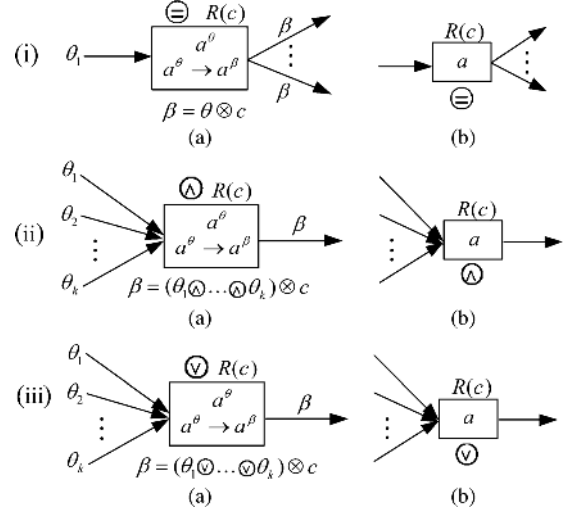 (i)
⊜ R(c)
θ₁
a^θ
a^θ → a^β
β
⋮
β
β = θ ⊗ c
(a)
R(c)
a
⋮
⊜
(b)
(ii)
θ₁
θ₂
⋮
θₖ
Ⓐ R(c)
a^θ
a^θ → a^β
β
β = (θ₁ ⃝∧ … ⃝∧ θₖ) ⊗ c
(a)
R(c)
a
⋮
⃝∧
(b)
(iii)
θ₁
θ₂
⋮
θₖ
ⓥ R(c)
a^θ
a^θ → a^β
β
β = (θ₁ ⓥ … ⓥ θₖ) ⊗ c
(a)
R(c)
a
⋮
ⓥ
(b)